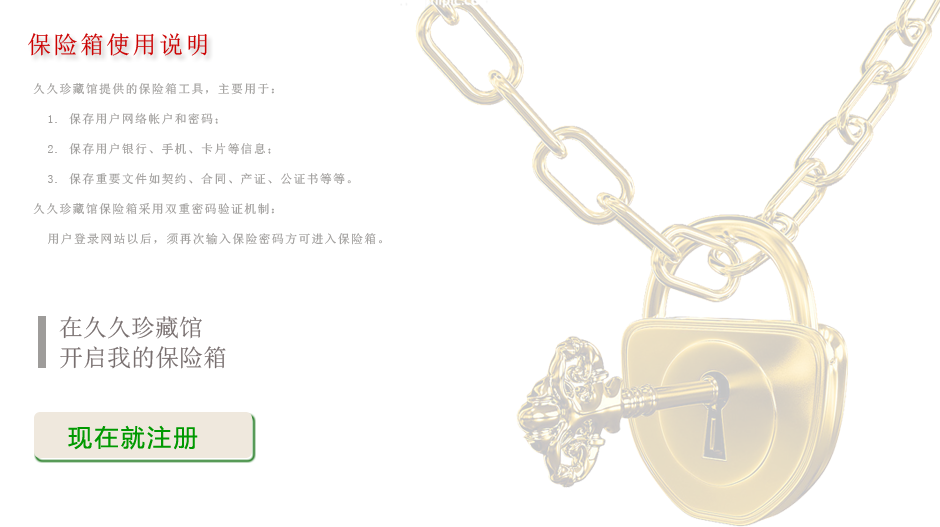 保险箱使用说明
久久珍藏馆提供的保险箱工具，主要用于：
1. 保存用户网络帐户和密码；
2. 保存用户银行、手机、卡片等信息；
3. 保存重要文件如契约、合同、产证、公证书等等。
久久珍藏馆保险箱采用双重密码验证机制：
用户登录网站以后，须再次输入保险密码方可进入保险箱。
在久久珍藏馆
开启我的保险箱
现在就注册